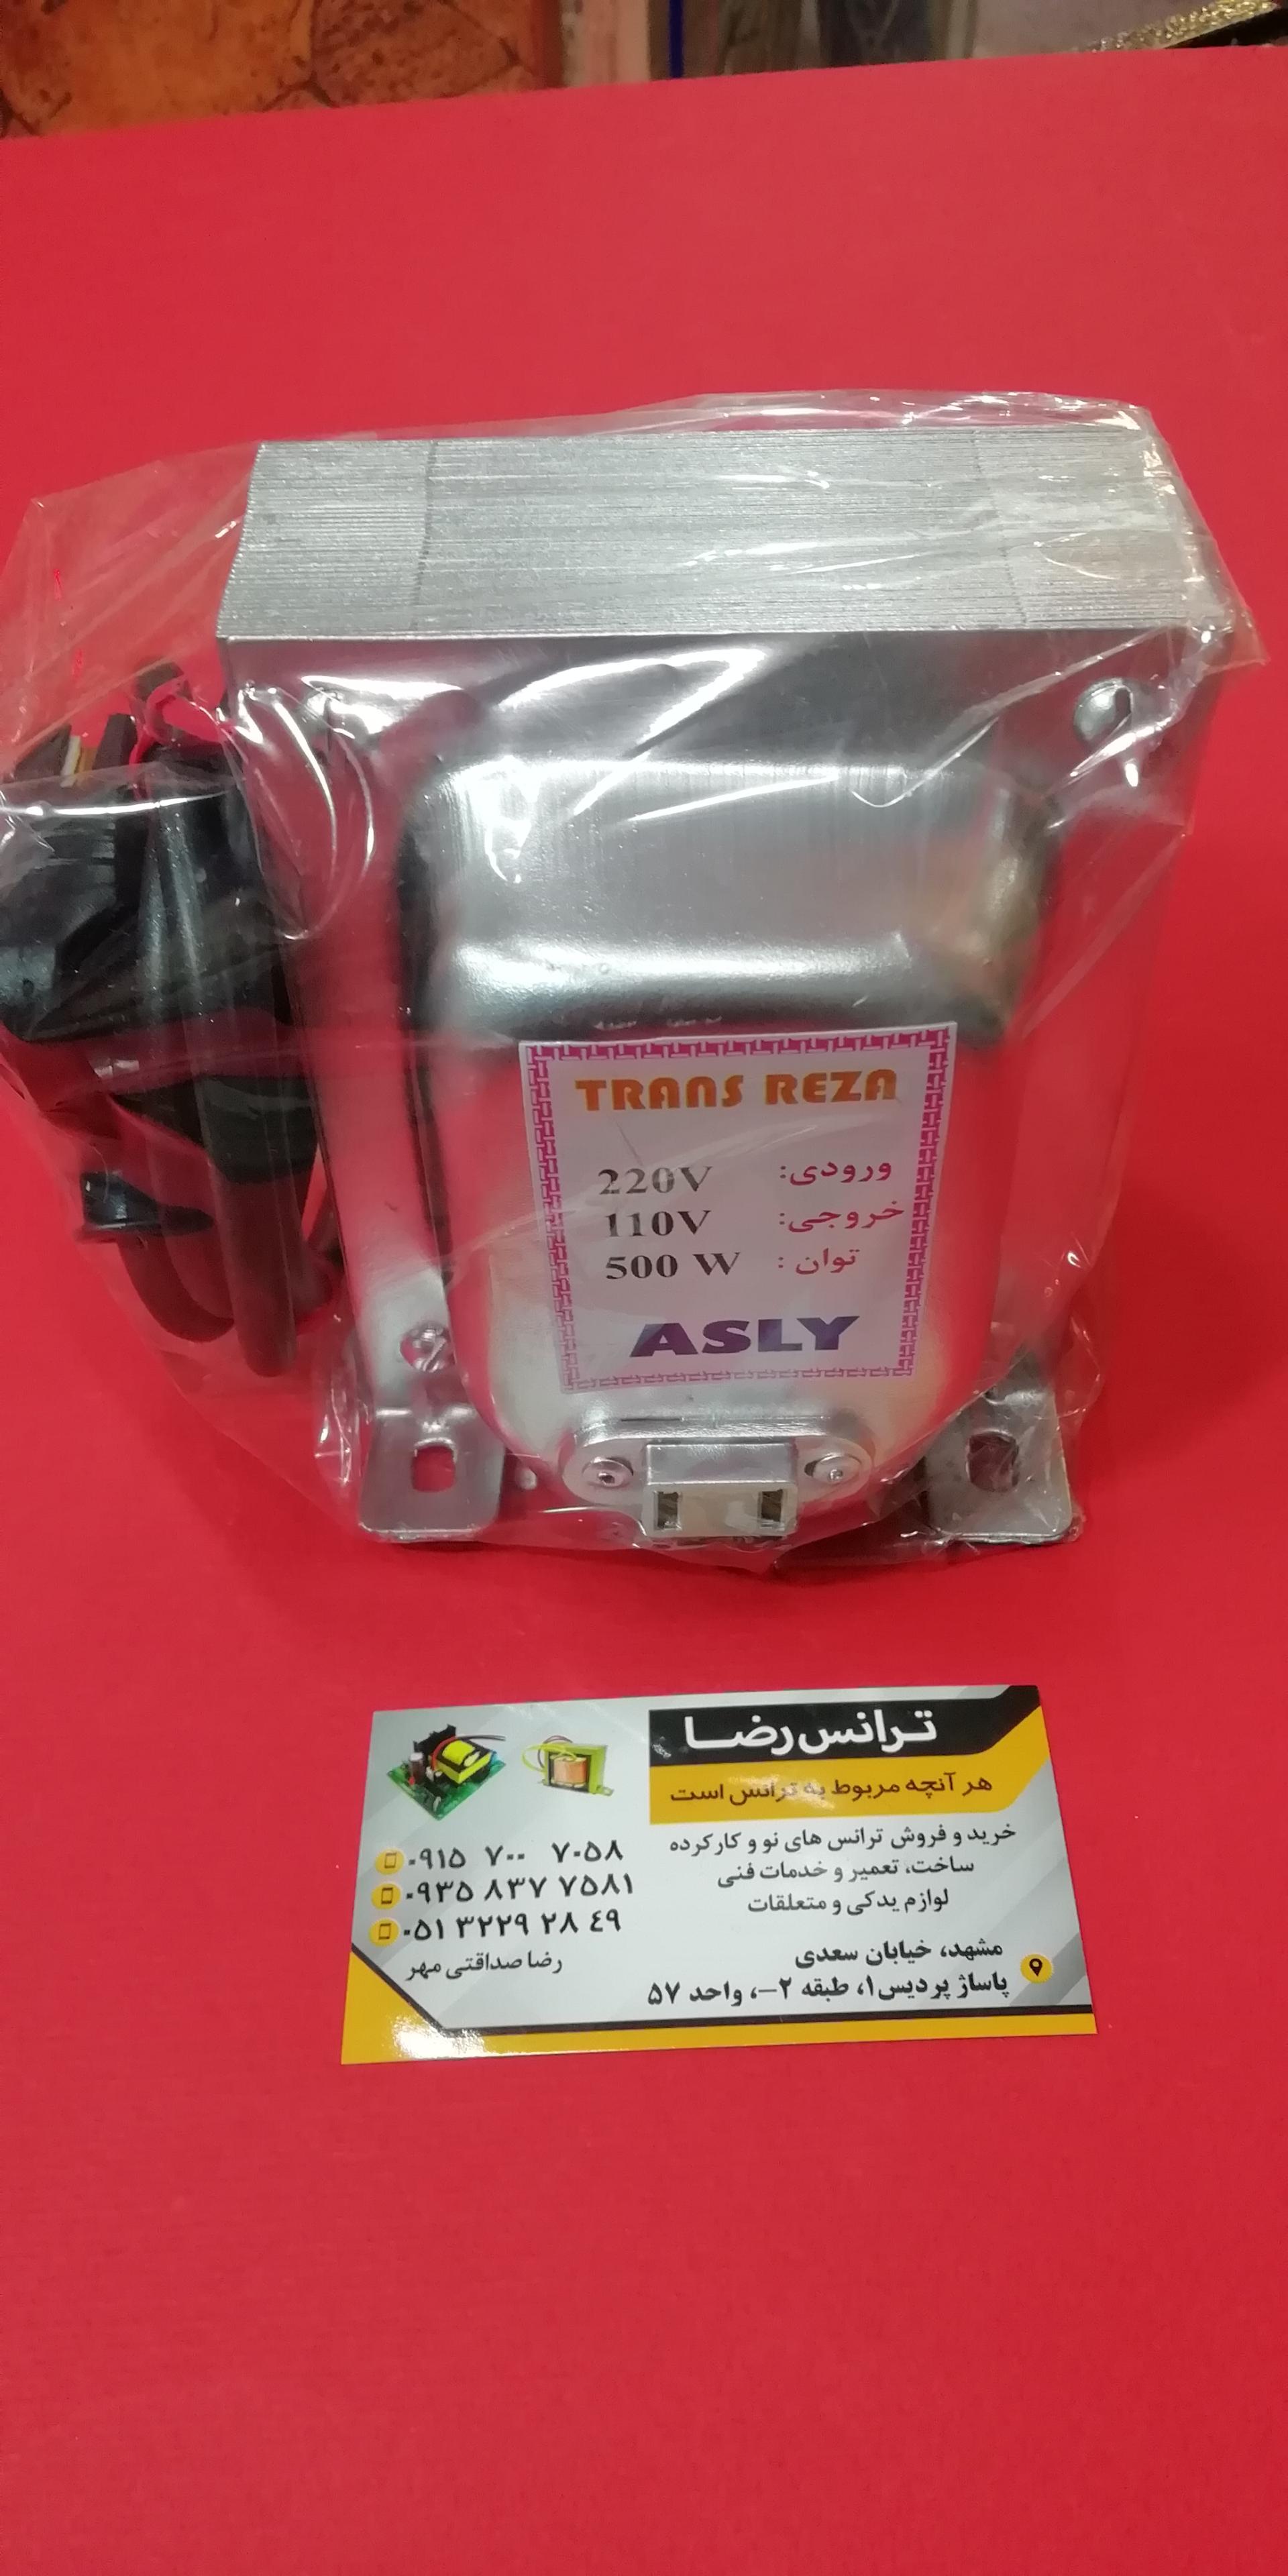 TRANS REZA
ورودی: 220V
خروجی: 110V
توان : 500 W
ASLY
ترانس رضا
هر آنچه مربوط به ترانس است
خرید و فروش ترانس های نو و کارکرده
ساخت، تعمیر و خدمات فنی
لوازم یدکی و متعلقات
مشهد، خیابان سعدی
پاساژ پردیس۱، طبقه ۲-، واحد ۵۷
۰۹۱۵ ۷۰۰ ۷۰۵۸
۰۹۳۵ ۸۳۷ ۷۵۸۱
۰۵۱ ۳۲۲۹ ۲۸ ٤۹
رضا صداقتی مهر